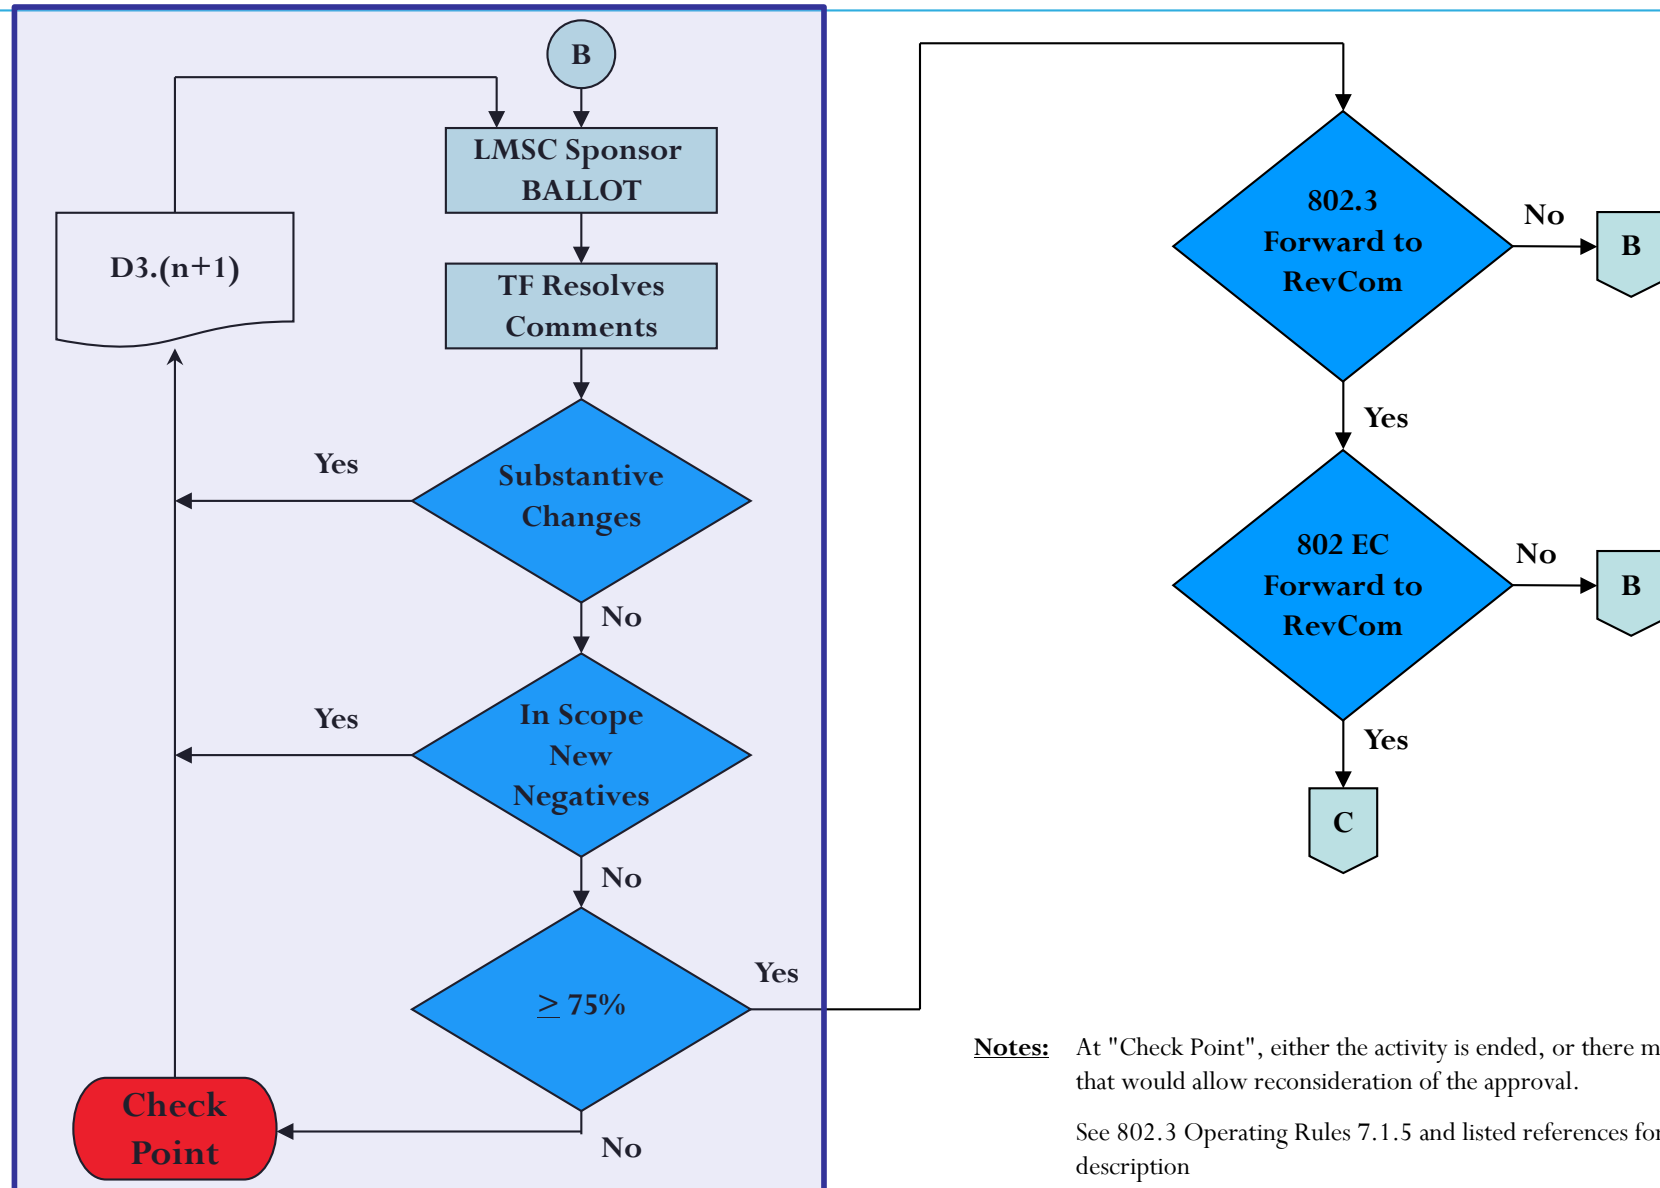 B
LMSC Sponsor
BALLOT
D3.(n+1)
TF Resolves
Comments
Yes
Substantive
Changes
No
Yes
In Scope
New
Negatives
No
≥ 75%
Yes
Check
Point
No
802.3
Forward to
RevCom
No
B
Yes
802 EC
Forward to
RevCom
No
B
Yes
C
Notes: At "Check Point", either the activity is ended, or there
that would allow reconsideration of the approval.
See 802.3 Operating Rules 7.1.5 and listed references for
description